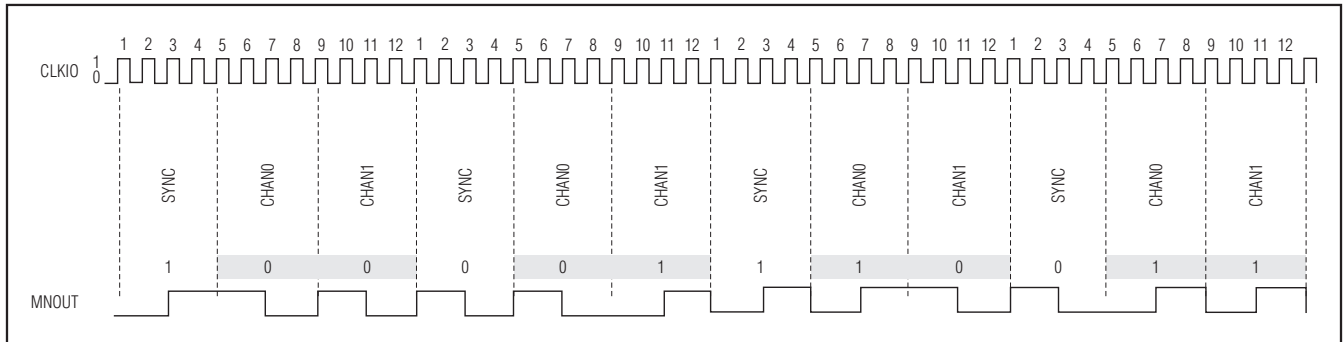 1 2 3 4 5 6 7 8 9 10 11 12 1 2 3 4 5 6 7 8 9 10 11 12 1 2 3 4 5 6 7 8 9 10 11 12 1 2 3 4 5 6 7 8 9 10 11 12
CLKIO 1
0
SYNC CHAN0 CHAN1 SYNC CHAN0 CHAN1 SYNC CHAN0 CHAN1 SYNC CHAN0 CHAN1
1 0 0 0 0 1 1 1 0 0 1 1
MNOUT